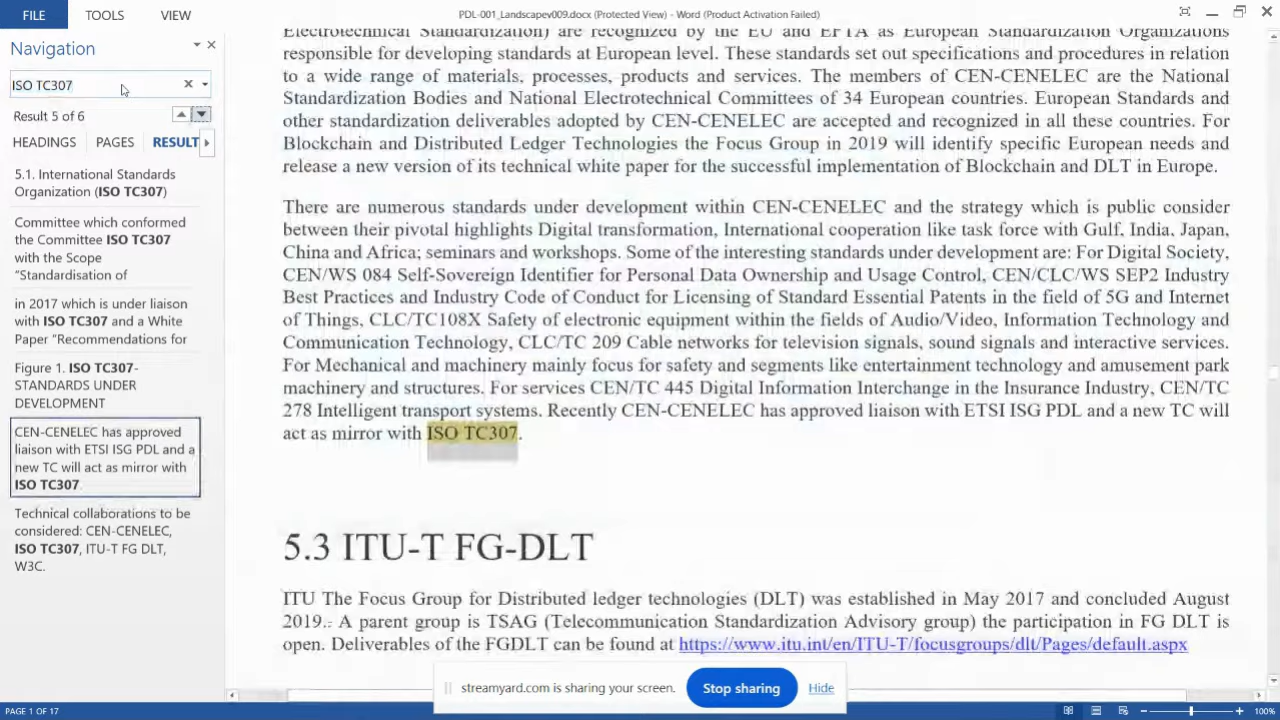 FILE TOOLS VIEW PDL-001_Landscapev009.docx (Protected View) - Word (Product Activation Failed)
Navigation
ISO TC307
Result 5 of 6
HEADINGS PAGES RESULT
5.1. International Standards
Organization (ISO TC307)
Committee which conformed
the Committee ISO TC307
with the Scope
"Standardisation of
in 2017 which is under liaison
with ISO TC307 and a White
Paper "Recommendations for
Figure 1. ISO TC307-
STANDARDS UNDER
DEVELOPMENT
CEN-CENELEC has approved
liaison with ETSI ISG PDL and a
new TC will act as mirror with
ISO TC307.
Technical collaborations to be
considered: CEN-CENELEC,
ISO TC307, ITU-T FG DLT,
W3C.
Electrotechnical Standardization) are recognized by the EU and EFTA as European Standardization Organizations
responsible for developing standards at European level. These standards set out specifications and procedures in relation
to a wide range of materials, processes, products and services. The members of CEN-CENELEC are the National
Standardization Bodies and National Electrotechnical Committees of 34 European countries. European Standards and
other standardization deliverables adopted by CEN-CENELEC are accepted and recognized in all these countries. For
Blockchain and Distributed Ledger Technologies the Focus Group in 2019 will identify specific European needs and
release a new version of its technical white paper for the successful implementation of Blockchain and DLT in Europe.
There are numerous standards under development within CEN-CENELEC and the strategy which is public consider
between their pivotal highlights Digital transformation, International cooperation like task force with Gulf, India, Japan,
China and Africa; seminars and workshops. Some of the interesting standards under development are: For Digital Society,
CEN/WS 084 Self-Sovereign Identifier for Personal Data Ownership and Usage Control, CEN/CLC/WS SEP2 Industry
Best Practices and Industry Code of Conduct for Licensing of Standard Essential Patents in the field of 5G and Internet
of Things, CLC/TC108X Safety of electronic equipment within the fields of Audio/Video, Information Technology and
Communication Technology, CLC/TC 209 Cable networks for television signals, sound signals and interactive services.
For Mechanical and machinery mainly focus for safety and segments like entertainment technology and amusement park
machinery and structures. For services CEN/TC 445 Digital Information Interchange in the Insurance Industry, CEN/TC
278 Intelligent transport systems. Recently CEN-CENELEC has approved liaison with ETSI ISG PDL and a new TC will
act as mirror with ISO TC307.
5.3 ITU-T FG-DLT
ITU The Focus Group for Distributed ledger technologies (DLT) was established in May 2017 and concluded August
2019.- A parent group is TSAG (Telecommunication Standardization Advisory group) the participation in FG DLT is
open. Deliverables of the FGDLT can be found at https://www.itu.int/en/ITU-T/focusgroups/dlt/Pages/default.aspx
streamyard.com is sharing your screen. Stop sharing Hide
PAGE 1 OF 17 100%